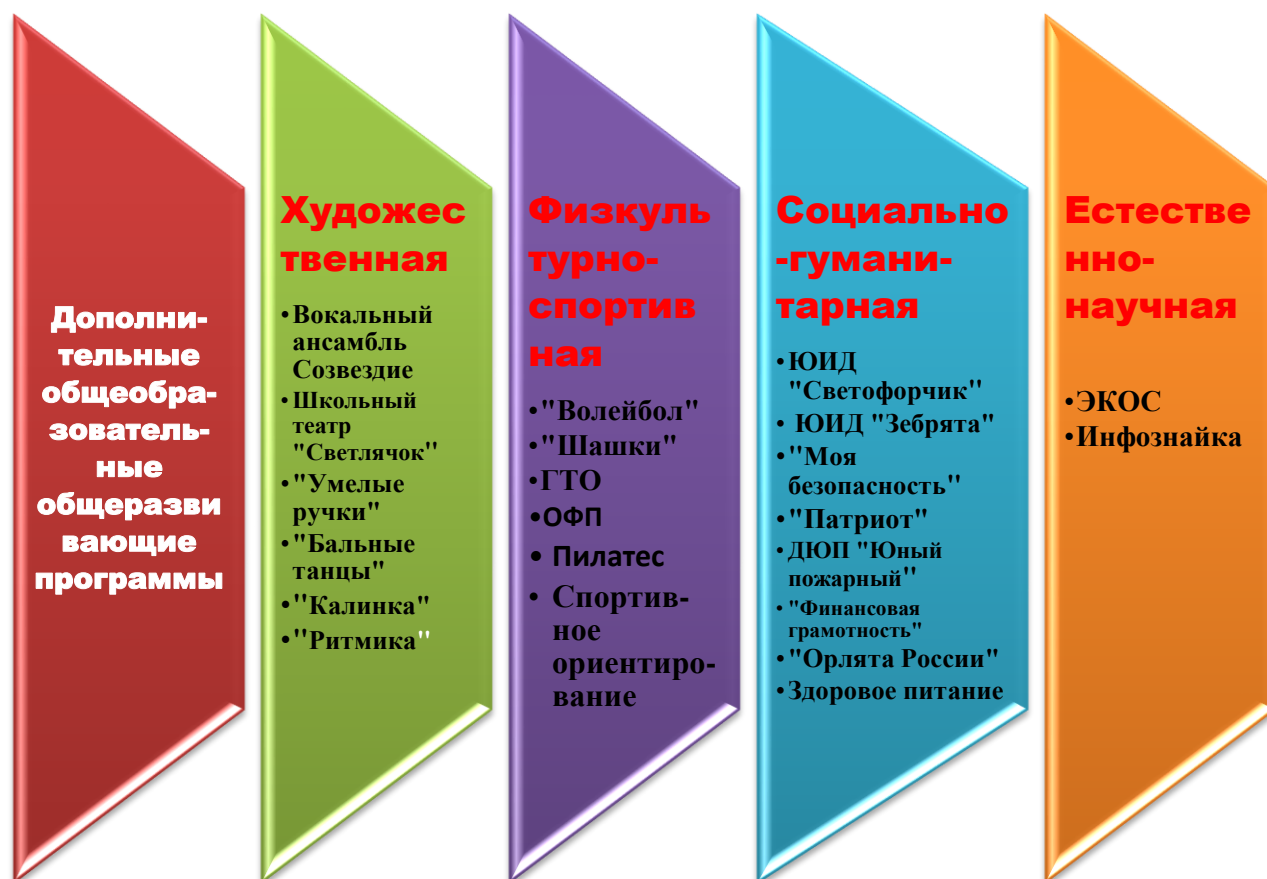 Дополни-
тельные
общеобра-
зователь-
ные
общеразви
вающие
программы
Художес
твенная
•Вокальный
ансамбль
Созвездие
•Школьный
театр
"Светлячок"
•"Умелые
ручки"
•"Бальные
танцы"
•"Калинка"
•"Ритмика"
Физкуль
турно-
спортив
ная
•"Волейбол"
•"Шашки"
•ГТО
•ОФП
• Пилатес
• Спортив-
ное
ориентиро-
вание
Социально
-гумани-
тарная
•ЮИД
"Светофорчик"
• ЮИД "Зебрята"
•"Моя
безопасность"
•"Патриот"
•ДЮП "Юный
пожарный"
• "Финансовая
грамотность"
•"Орлята России"
•Здоровое питание
Естестве
нно-
научная
•ЭКОС
•Инфознайка